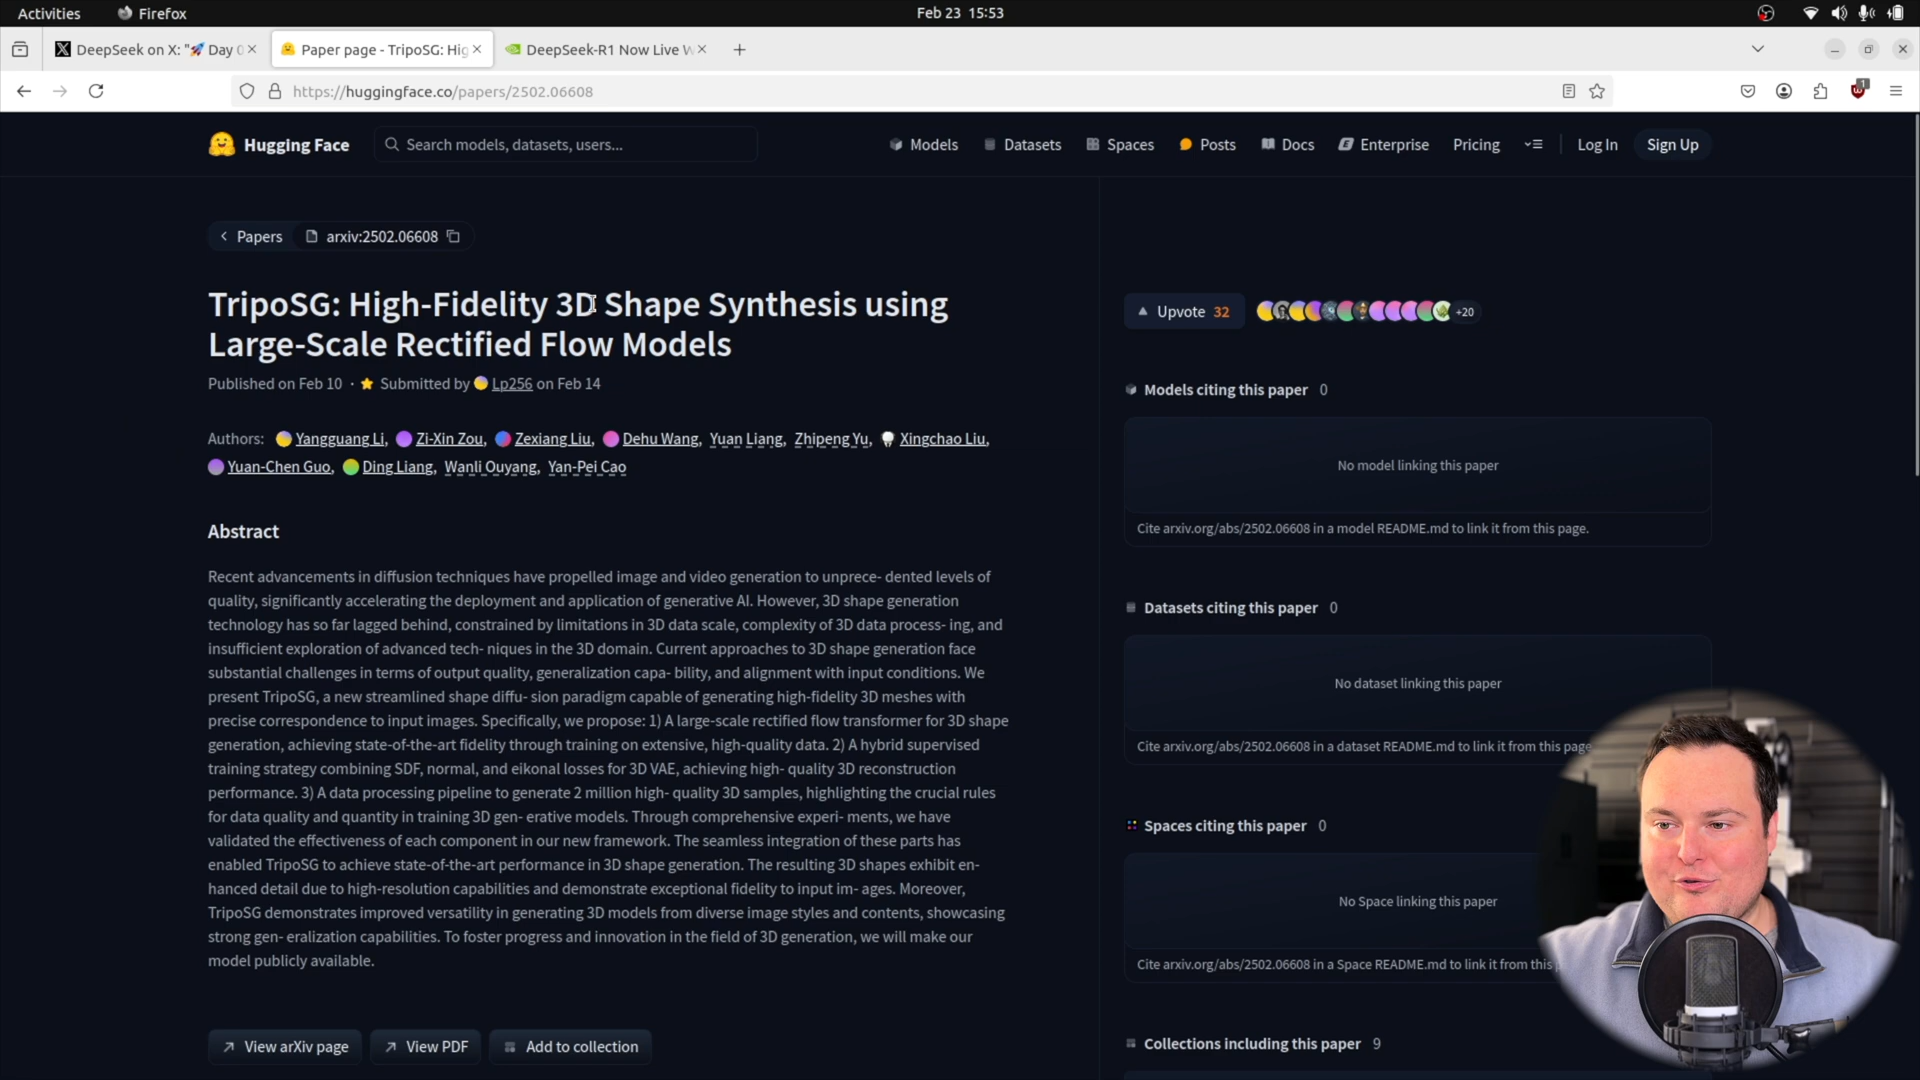 Activities
Firefox
Feb 23 15:53
DeepSeek on X: "🚀 Day 0
Paper page - TripoSG: Hig
DeepSeek-R1 Now Live W
https://huggingface.co/papers/2502.06608
1
Hugging Face
Search models, datasets, users...
Models
Datasets
Spaces
Posts
Docs
Enterprise
Pricing
Log In
Sign Up
Papers
arxiv:2502.06608
TripoSG: High-Fidelity 3D Shape Synthesis using
Large-Scale Rectified Flow Models
Published on Feb 10 · ⭐ Submitted by Lp256 on Feb 14
Authors: Yangguang Li, Zi-Xin Zou, Zexiang Liu, Dehu Wang, Yuan Liang, Zhipeng Yu, Xingchao Liu,
Yuan-Chen Guo, Ding Liang, Wanli Ouyang, Yan-Pei Cao
Abstract
Recent advancements in diffusion techniques have propelled image and video generation to unprece- dented levels of
quality, significantly accelerating the deployment and application of generative AI. However, 3D shape generation
technology has so far lagged behind, constrained by limitations in 3D data scale, complexity of 3D data process- ing, and
insufficient exploration of advanced tech- niques in the 3D domain. Current approaches to 3D shape generation face
substantial challenges in terms of output quality, generalization capa- bility, and alignment with input conditions. We
present TripoSG, a new streamlined shape diffu- sion paradigm capable of generating high-fidelity 3D meshes with
precise correspondence to input images. Specifically, we propose: 1) A large-scale rectified flow transformer for 3D shape
generation, achieving state-of-the-art fidelity through training on extensive, high-quality data. 2) A hybrid supervised
training strategy combining SDF, normal, and eikonal losses for 3D VAE, achieving high- quality 3D reconstruction
performance. 3) A data processing pipeline to generate 2 million high- quality 3D samples, highlighting the crucial rules
for data quality and quantity in training 3D gen- erative models. Through comprehensive experi- ments, we have
validated the effectiveness of each component in our new framework. The seamless integration of these parts has
enabled TripoSG to achieve state-of-the-art performance in 3D shape generation. The resulting 3D shapes exhibit en-
hanced detail due to high-resolution capabilities and demonstrate exceptional fidelity to input im- ages. Moreover,
TripoSG demonstrates improved versatility in generating 3D models from diverse image styles and contents, showcasing
strong gen- eralization capabilities. To foster progress and innovation in the field of 3D generation, we will make our
model publicly available.
View arXiv page
View PDF
Add to collection
Upvote 32
+20
Models citing this paper 0
No model linking this paper
Cite arxiv.org/abs/2502.06608 in a model README.md to link it from this page.
Datasets citing this paper 0
No dataset linking this paper
Cite arxiv.org/abs/2502.06608 in a dataset README.md to link it from this page
Spaces citing this paper 0
No Space linking this paper
Cite arxiv.org/abs/2502.06608 in a Space README.md to link it from this p
Collections including this paper 9